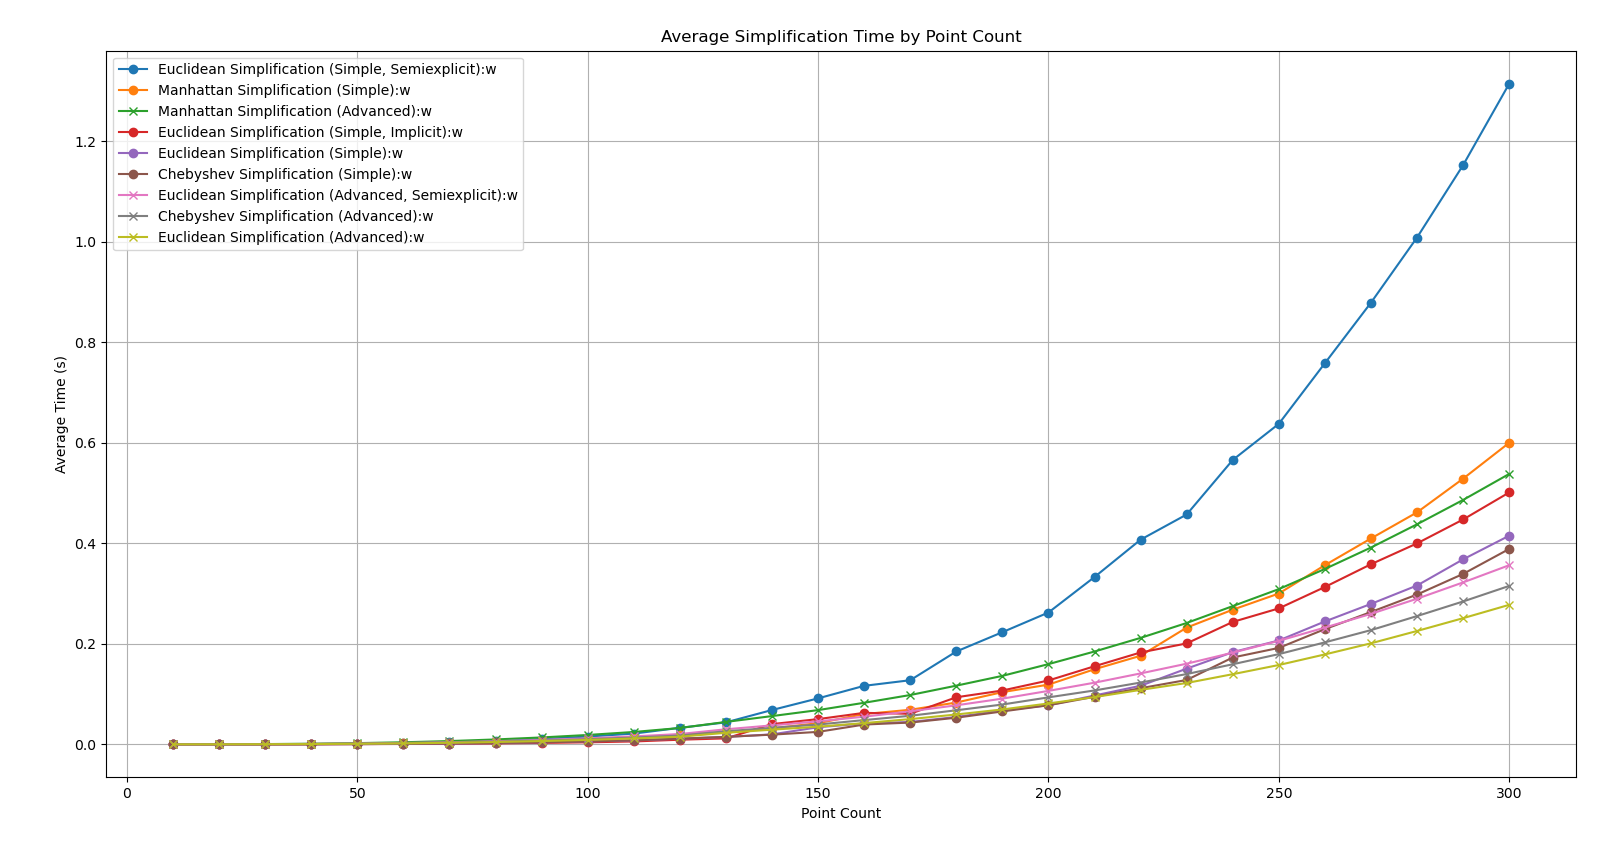 Average Simplification Time by Point Count
Euclidean Simplification (Simple, Semiexplicit):w
Manhattan Simplification (Simple):w
Manhattan Simplification (Advanced):w
Euclidean Simplification (Simple, Implicit):w
Euclidean Simplification (Simple):w
Chebyshev Simplification (Simple):w
Euclidean Simplification (Advanced, Semiexplicit):w
Chebyshev Simplification (Advanced):w
Euclidean Simplification (Advanced):w
1.2
1.0
0.8
0.6
0.4
0.2
0.0
Average Time (s)
0 50 100 150 200 250 300
Point Count